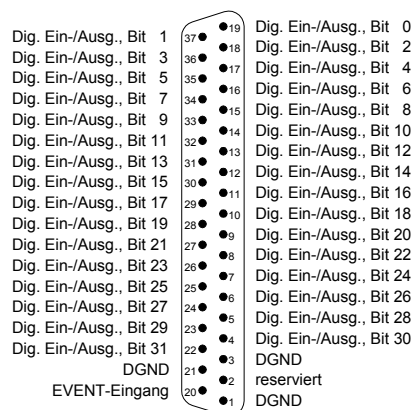 19 Dig. Ein-/Ausg., Bit 0
Dig. Ein-/Ausg., Bit 1 37
18 Dig. Ein-/Ausg., Bit 2
Dig. Ein-/Ausg., Bit 3 36
17 Dig. Ein-/Ausg., Bit 4
Dig. Ein-/Ausg., Bit 5 35
16 Dig. Ein-/Ausg., Bit 6
Dig. Ein-/Ausg., Bit 7 34
15 Dig. Ein-/Ausg., Bit 8
Dig. Ein-/Ausg., Bit 9 33
14 Dig. Ein-/Ausg., Bit 10
Dig. Ein-/Ausg., Bit 11 32
13 Dig. Ein-/Ausg., Bit 12
Dig. Ein-/Ausg., Bit 13 31
12 Dig. Ein-/Ausg., Bit 14
Dig. Ein-/Ausg., Bit 15 30
11 Dig. Ein-/Ausg., Bit 16
Dig. Ein-/Ausg., Bit 17 29
10 Dig. Ein-/Ausg., Bit 18
Dig. Ein-/Ausg., Bit 19 28
9 Dig. Ein-/Ausg., Bit 20
Dig. Ein-/Ausg., Bit 21 27
8 Dig. Ein-/Ausg., Bit 22
Dig. Ein-/Ausg., Bit 23 26
7 Dig. Ein-/Ausg., Bit 24
Dig. Ein-/Ausg., Bit 25 25
6 Dig. Ein-/Ausg., Bit 26
Dig. Ein-/Ausg., Bit 27 24
5 Dig. Ein-/Ausg., Bit 28
Dig. Ein-/Ausg., Bit 29 23
4 Dig. Ein-/Ausg., Bit 30
Dig. Ein-/Ausg., Bit 31 22
3 DGND
DGND 21
2 reserviert
EVENT-Eingang 20
1 DGND